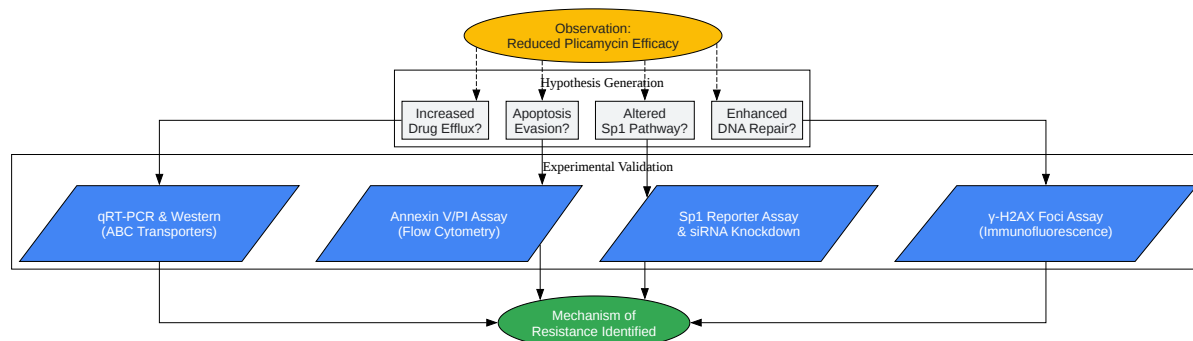 Observation:
Reduced Plicamycin Efficacy
Hypothesis Generation
Increased
Drug Efflux?
Apoptosis
Evasion?
Altered
Sp1 Pathway?
Enhanced
DNA Repair?
Experimental Validation
qRT-PCR & Western
(ABC Transporters)
Annexin V/PI Assay
(Flow Cytometry)
Sp1 Reporter Assay
& siRNA Knockdown
γ-H2AX Foci Assay
(Immunofluorescence)
Mechanism of
Resistance Identified